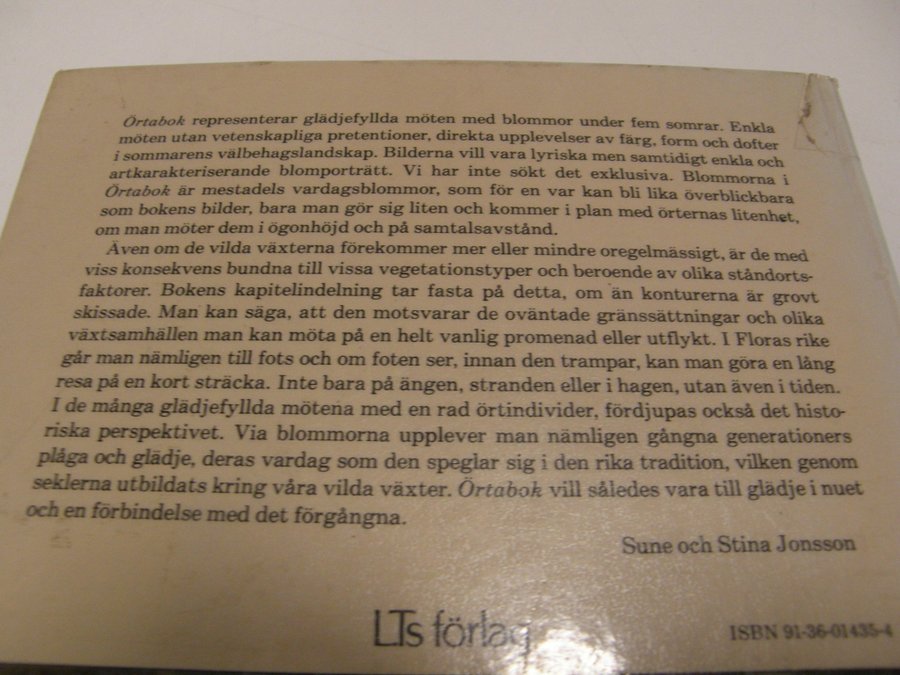 Örtabok representerar glädjefyllda möten med blommor under fem somrar. Enkla
möten utan vetenskapliga pretentioner, direkta upplevelser av färg, form och dofter
i sommarens välbehagslandskap. Bilderna vill vara lyriska men samtidigt enkla och
artkarakteriserande blomporträtt. Vi har inte sökt det exklusiva. Blommorna i
Örtabok är mestadels vardagsblommor, som för en var kan bli lika överblickbara
som bokens bilder, bara man gör sig liten och kommer i plan med örternas litenhet,
om man möter dem i ögonhöjd och på samtalsavstånd.
Även om de vilda växterna förekommer mer eller mindre oregelmässigt, är de med
viss konsekvens bundna till vissa vegetationstyper och beroende av olika ståndorts-
faktorer. Bokens kapitelindelning tar fasta på detta, om än konturerna är grovt
skissade. Man kan säga, att den motsvarar de oväntade gränssättningar och olika
växtsamhällen man kan möta på en helt vanlig promenad eller utflykt. I Floras rike
går man nämligen till fots och om foten ser, innan den trampar, kan man göra en lång
resa på en kort sträcka. Inte bara på ängen, stranden eller i hagen, utan även i tiden.
I de många glädjefyllda mötena med en rad örtindivider, fördjupas också det histo-
riska perspektivet. Via blommorna upplever man nämligen gångna generationers
plåga och glädje, deras vardag som den speglar sig i den rika tradition, vilken genom
seklerna utbildats kring våra vilda växter. Örtabok vill således vara till glädje i nuet
och en förbindelse med det förgångna.
Sune och Stina Jonsson
LTs förlag
ISBN 91-36-01435-4